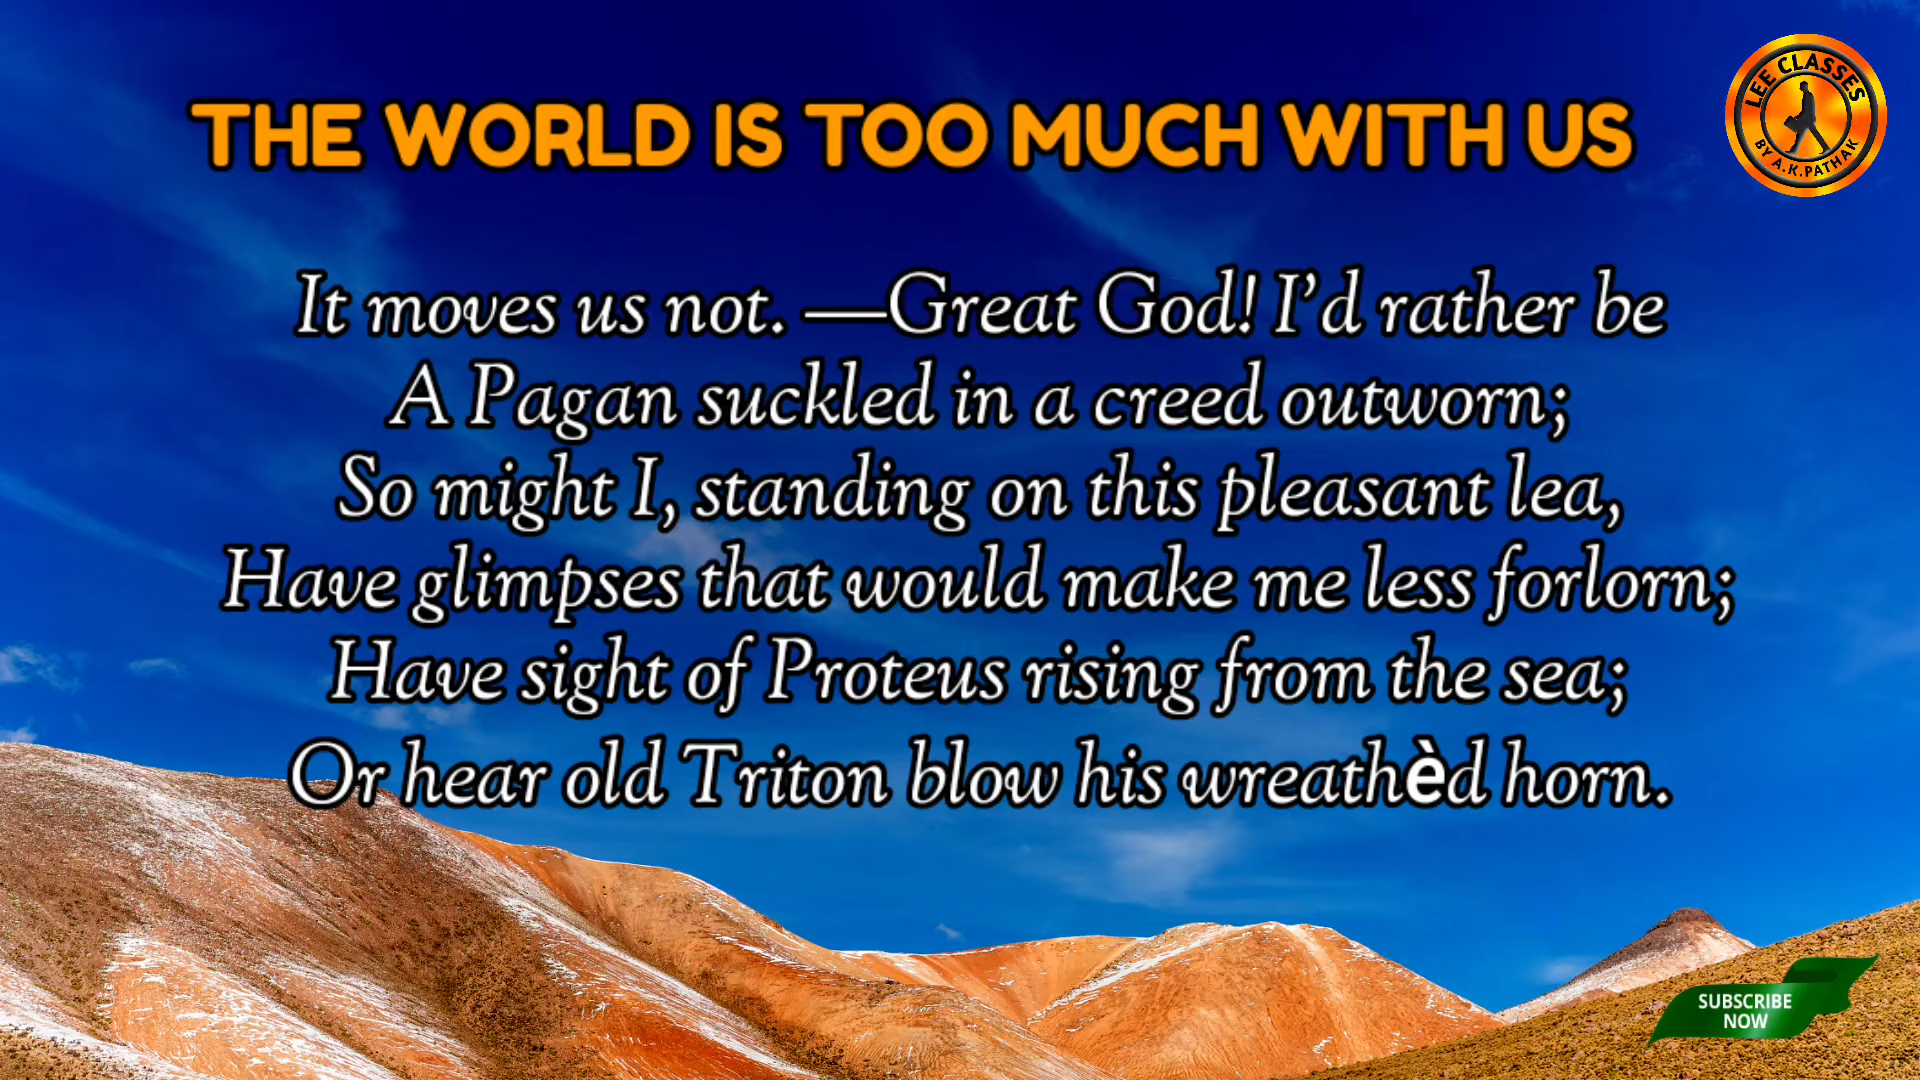 THE WORLD IS TOO MUCH WITH US
LEE CLASSES
BY A.K.PATHAK
It moves us not. —Great God! I’d rather be
A Pagan suckled in a creed outworn;
So might I, standing on this pleasant lea,
Have glimpses that would make me less forlorn;
Have sight of Proteus rising from the sea;
Or hear old Triton blow his wreathèd horn.
SUBSCRIBE
NOW